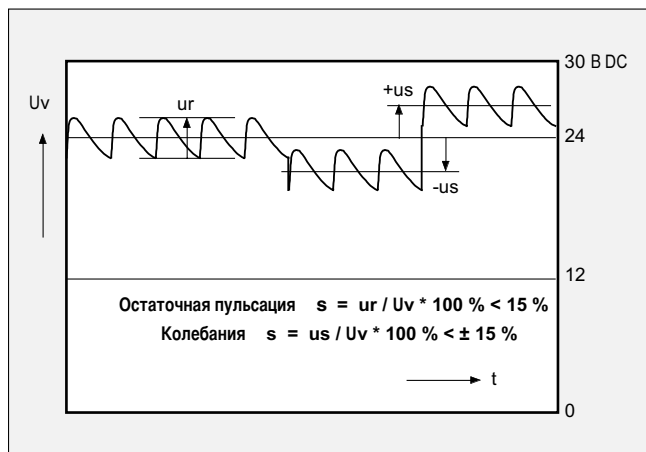 30 В DC
Uv
ur
+us
24
-us
12
Остаточная пульсация s = ur / Uv * 100 % < 15 %
Колебания s = us / Uv * 100 % < ± 15 %
t
0